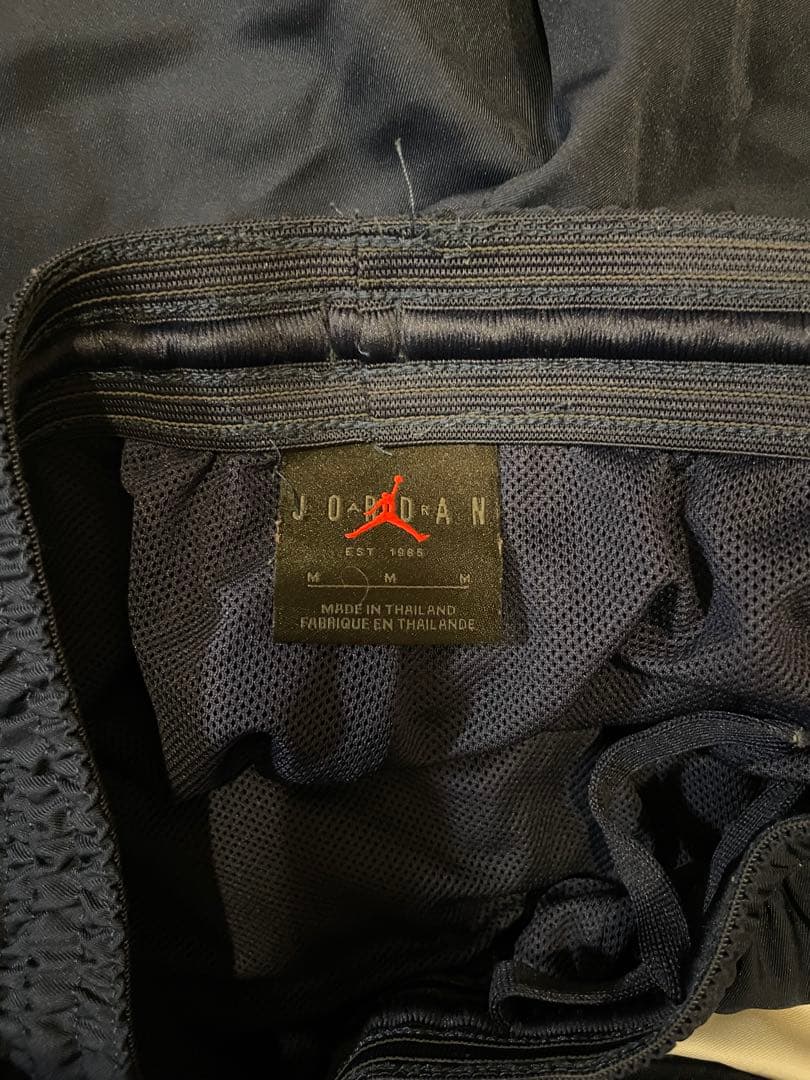 JORDAN
EST 1985
M M M
MADE IN THAILAND
FABRIQUE EN THAILANDE